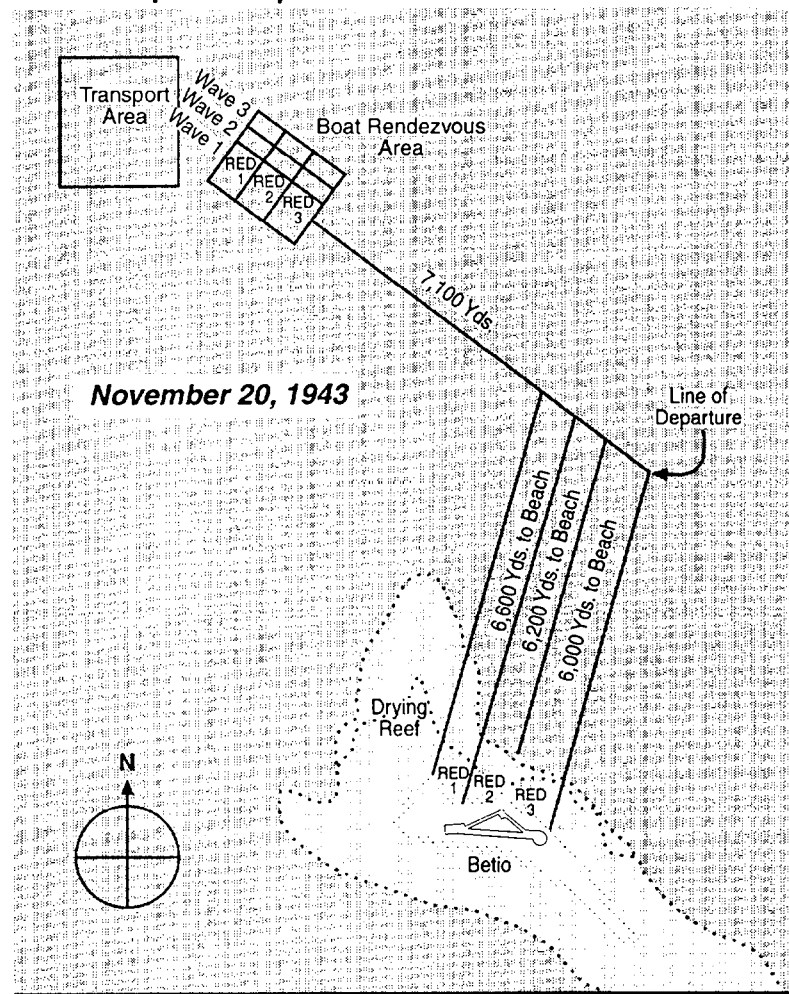 Transport
Area
Wave 3
Wave 2
Wave 1
Boat Rendezvous
Area
RED
1
RED
2
RED
3
7,100 Yds.
November 20, 1943
Line of
Departure
6,600 Yds. to Beach
6,200 Yds. to Beach
6,000 Yds. to Beach
Drying
Reef
N
RED
1
RED
2
RED
3
Betio